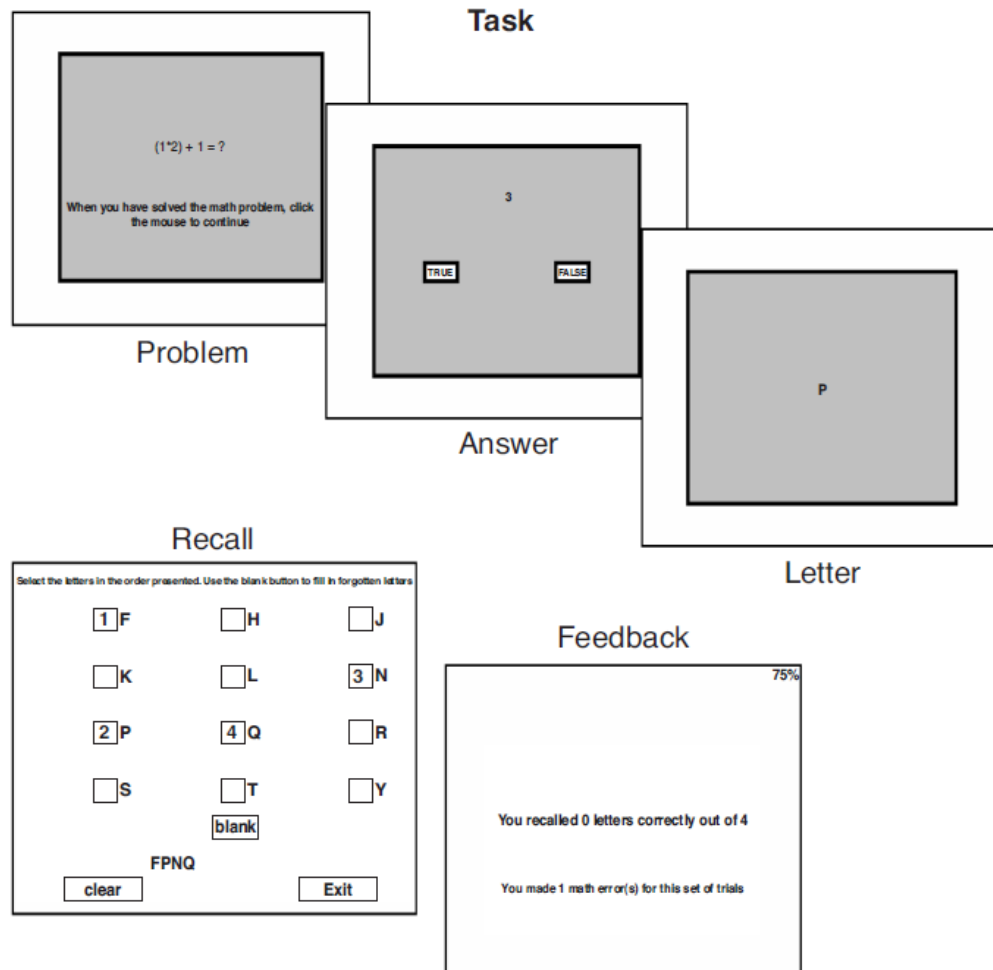 Task
(1*2) + 1 = ?
When you have solved the math problem, click
the mouse to continue
Problem
3
TRUE
FALSE
Answer
P
Letter
Recall
Select the letters in the order presented. Use the blank button to fill in forgotten letters
1 F
H
J
K
L
3 N
2 P
4 Q
R
S
T
Y
blank
FPNQ
clear
Exit
Feedback
75%
You recalled 0 letters correctly out of 4
You made 1 math error(s) for this set of trials